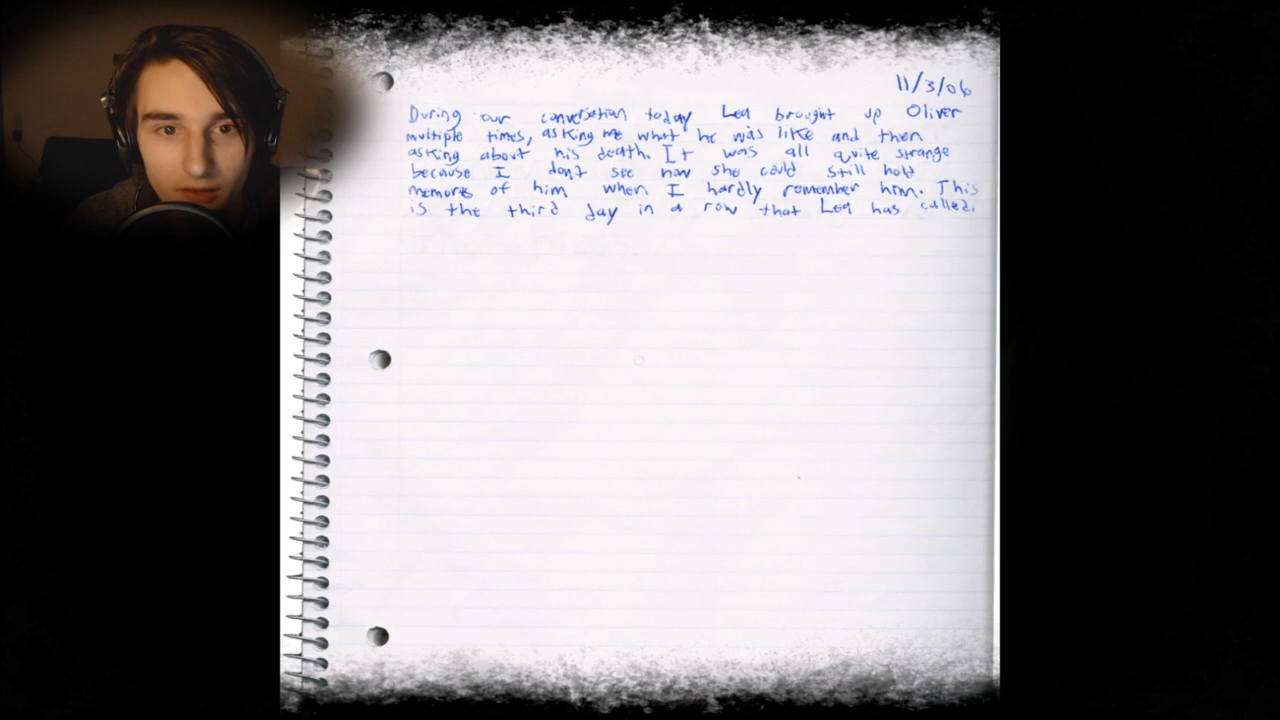 11/3/06
During our conversation today Lea brought up Oliver
multiple times, asking me what he was like and then
asking about his death. It was all quite strange
because I don't see how she could still hold
memories of him when I hardly remember him. This
is the third day in a row that Lea has called.